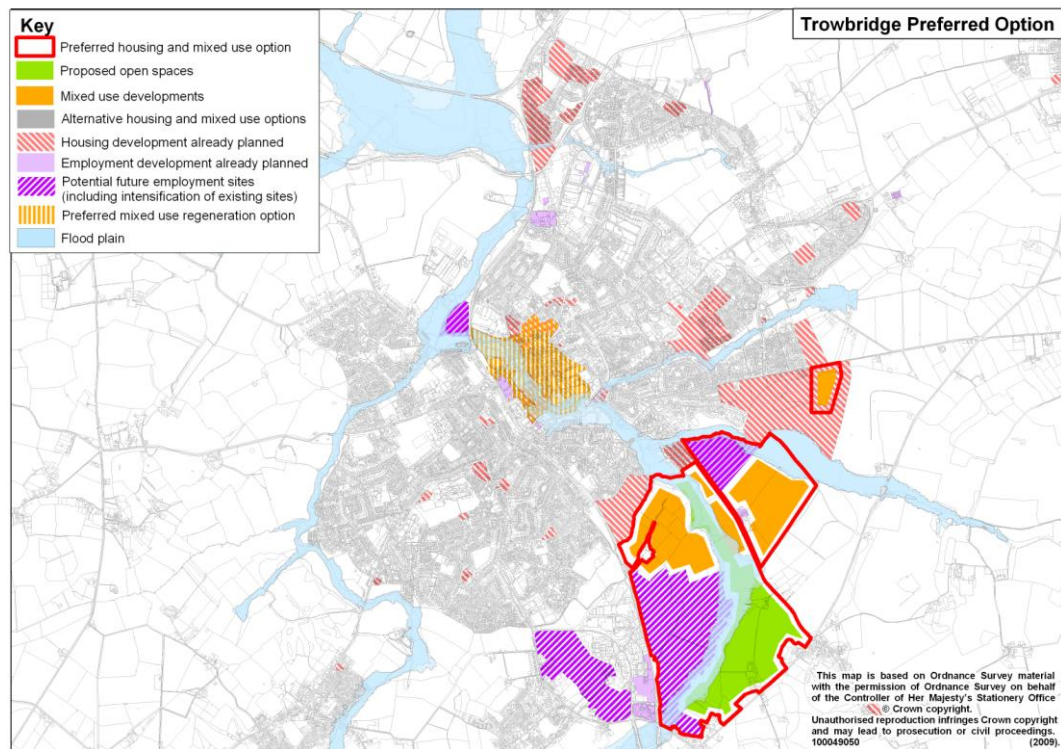 Key
Preferred housing and mixed use option
Proposed open spaces
Mixed use developments
Alternative housing and mixed use options
Housing development already planned
Employment development already planned
Potential future employment sites
(including intensification of existing sites)
Preferred mixed use regeneration option
Flood plain
Trowbridge Preferred Option
This map is based on Ordnance Survey material
with the permission of Ordnance Survey on behalf
of the Controller of Her Majesty's Stationery Office
© Crown copyright.
Unauthorised reproduction infringes Crown copyright
and may lead to prosecution or civil proceedings.
100049050 (2009)